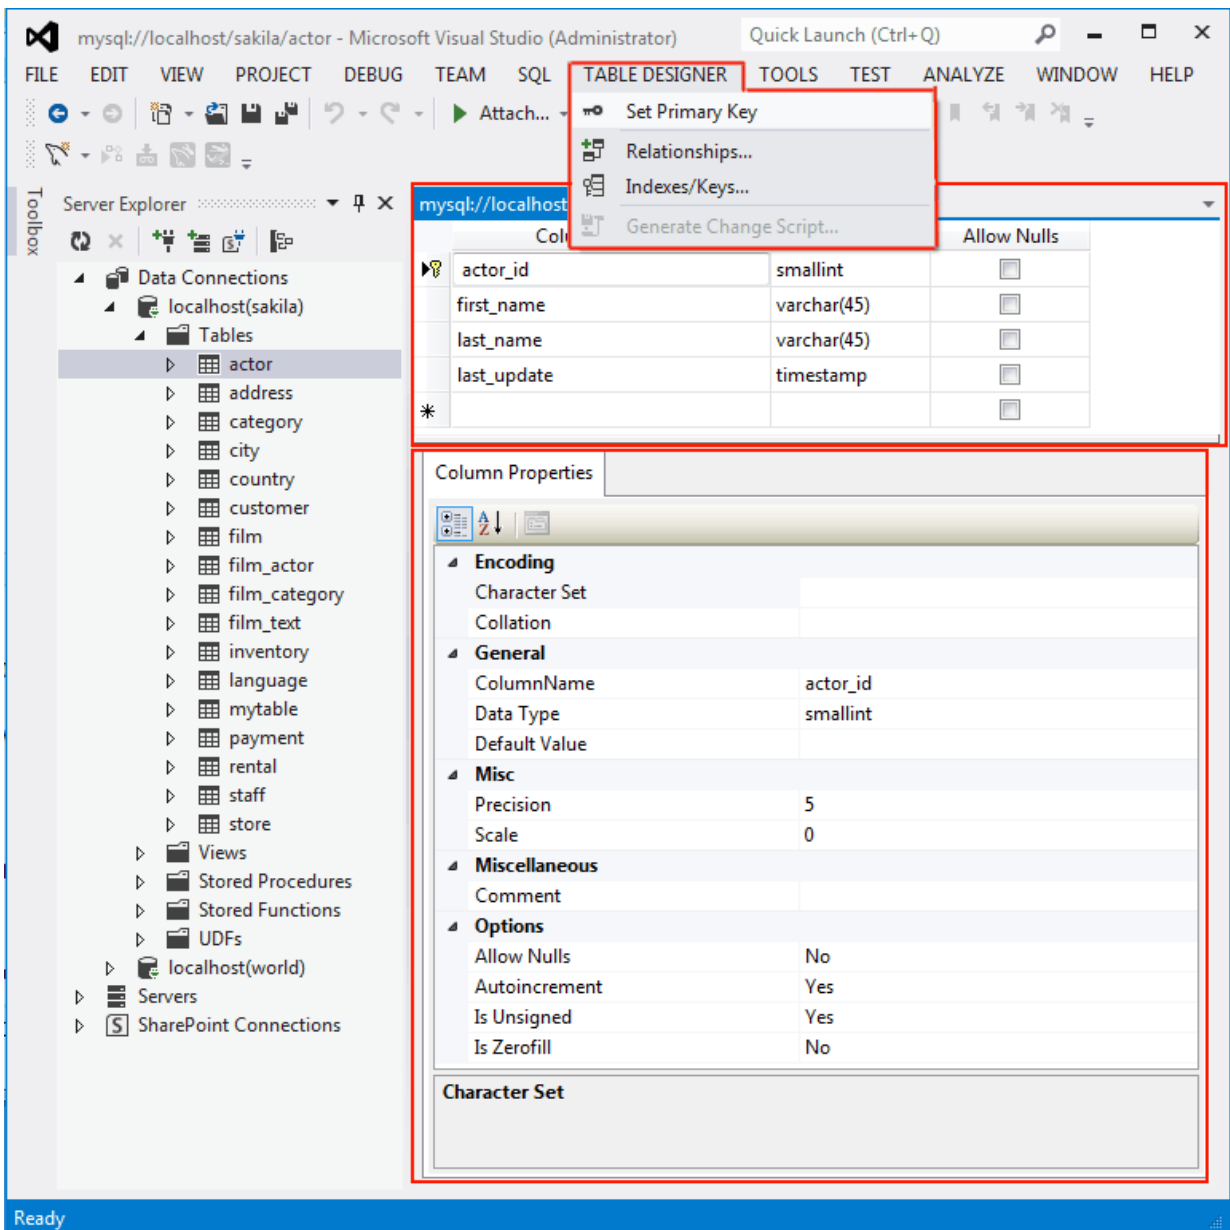 mysql://localhost/sakila/actor - Microsoft Visual Studio (Administrator)
Quick Launch (Ctrl+Q)
FILE EDIT VIEW PROJECT DEBUG TEAM SQL TABLE DESIGNER TOOLS TEST ANALYZE WINDOW HELP
Attach...
Set Primary Key
Relationships...
Indexes/Keys...
Generate Change Script...
Toolbox
Server Explorer
Data Connections
localhost(sakila)
Tables
actor
address
category
city
country
customer
film
film_actor
film_category
film_text
inventory
language
mytable
payment
rental
staff
store
Views
Stored Procedures
Stored Functions
UDFs
localhost(world)
Servers
SharePoint Connections
mysql://localhost
Col Allow Nulls
actor_id smallint
first_name varchar(45)
last_name varchar(45)
last_update timestamp
Column Properties
Encoding
Character Set
Collation
General
ColumnName actor_id
Data Type smallint
Default Value
Misc
Precision 5
Scale 0
Miscellaneous
Comment
Options
Allow Nulls No
Autoincrement Yes
Is Unsigned Yes
Is Zerofill No
Character Set
Ready